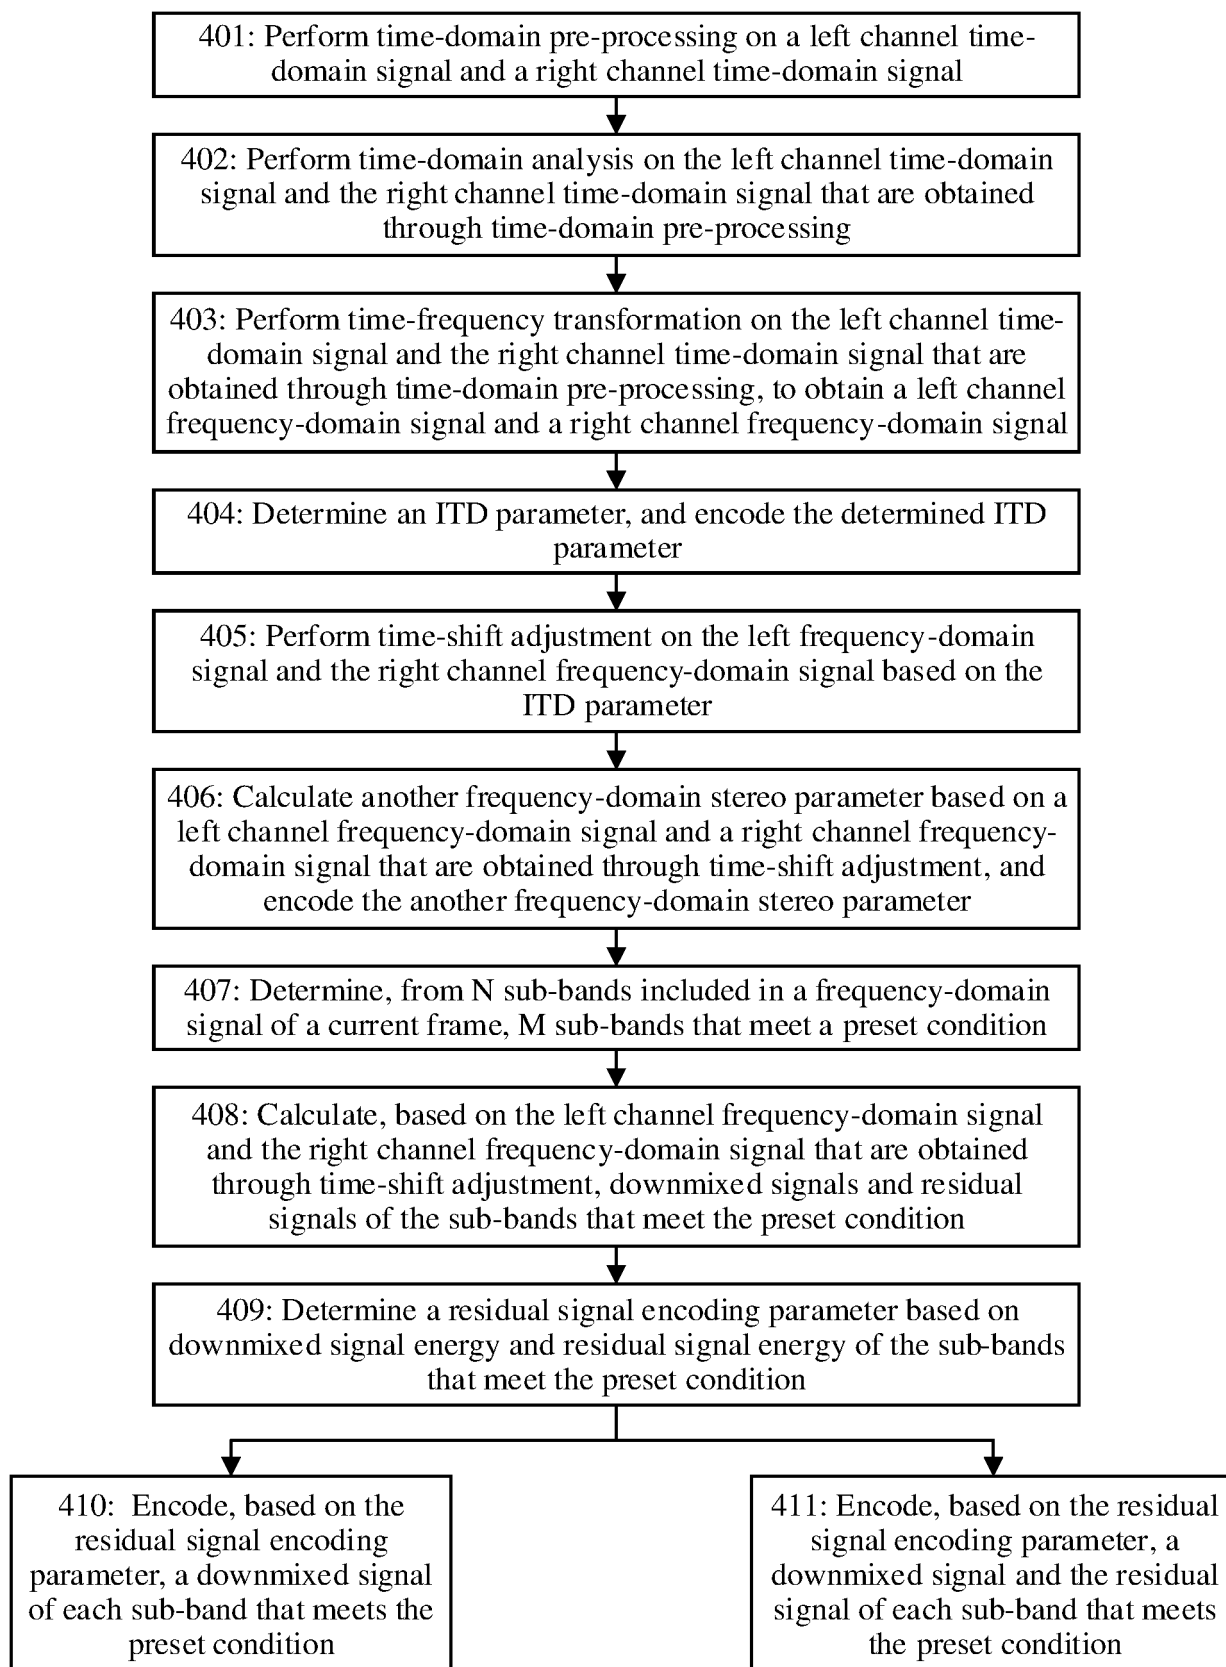 401: Perform time-domain pre-processing on a left channel time-
domain signal and a right channel time-domain signal
402: Perform time-domain analysis on the left channel time-domain
signal and the right channel time-domain signal that are obtained
through time-domain pre-processing
403: Perform time-frequency transformation on the left channel time-
domain signal and the right channel time-domain signal that are
obtained through time-domain pre-processing, to obtain a left channel
frequency-domain signal and a right channel frequency-domain signal
404: Determine an ITD parameter, and encode the determined ITD
parameter
405: Perform time-shift adjustment on the left frequency-domain
signal and the right channel frequency-domain signal based on the
ITD parameter
406: Calculate another frequency-domain stereo parameter based on a
left channel frequency-domain signal and a right channel frequency-
domain signal that are obtained through time-shift adjustment, and
encode the another frequency-domain stereo parameter
407: Determine, from N sub-bands included in a frequency-domain
signal of a current frame, M sub-bands that meet a preset condition
408: Calculate, based on the left channel frequency-domain signal
and the right channel frequency-domain signal that are obtained
through time-shift adjustment, downmixed signals and residual
signals of the sub-bands that meet the preset condition
409: Determine a residual signal encoding parameter based on
downmixed signal energy and residual signal energy of the sub-bands
that meet the preset condition
410: Encode, based on the
residual signal encoding
parameter, a downmixed signal
of each sub-band that meets the
preset condition
411: Encode, based on the residual
signal encoding parameter, a
downmixed signal and the residual
signal of each sub-band that meets
the preset condition